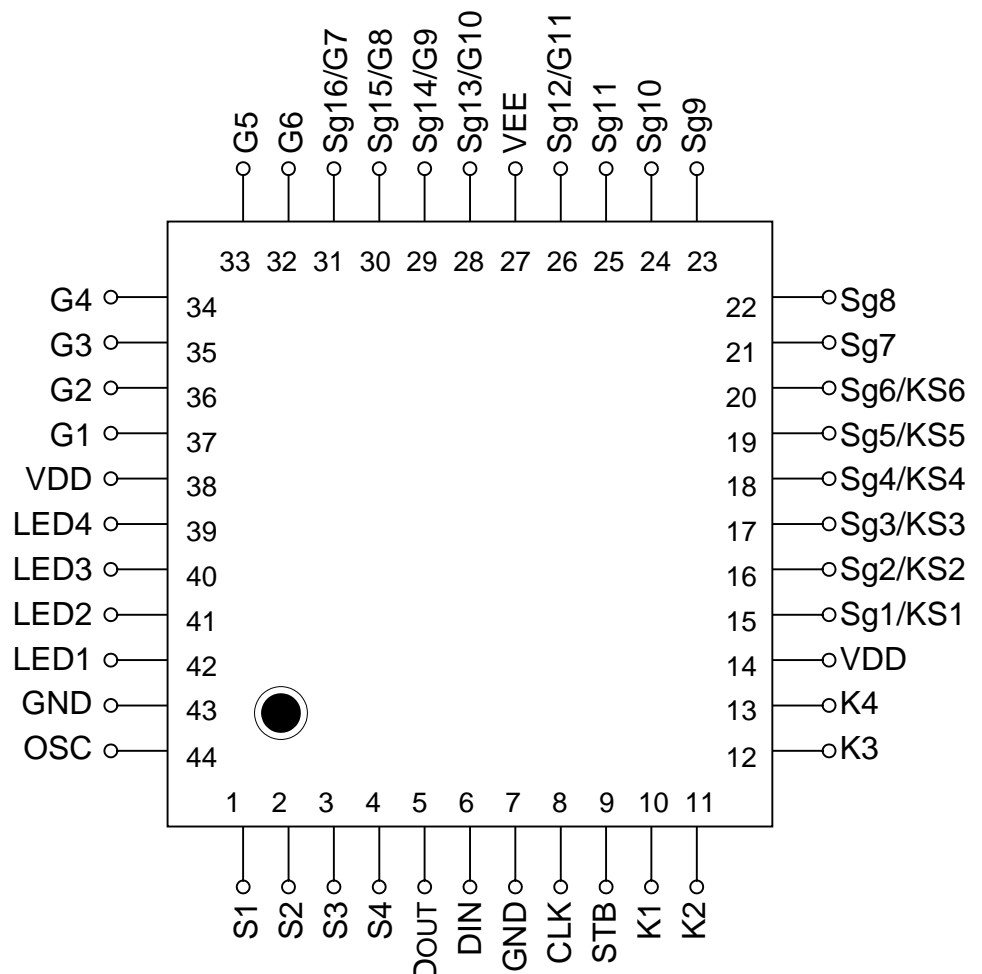 G5
G6
Sg16/G7
Sg15/G8
Sg14/G9
Sg13/G10
VEE
Sg12/G11
Sg11
Sg10
Sg9
33 32 31 30 29 28 27 26 25 24 23
G4 34
G3 35
G2 36
G1 37
VDD 38
LED4 39
LED3 40
LED2 41
LED1 42
GND 43
OSC 44
22 Sg8
21 Sg7
20 Sg6/KS6
19 Sg5/KS5
18 Sg4/KS4
17 Sg3/KS3
16 Sg2/KS2
15 Sg1/KS1
14 VDD
13 K4
12 K3
1 2 3 4 5 6 7 8 9 10 11
S1
S2
S3
S4
DOUT
DIN
GND
CLK
STB
K1
K2